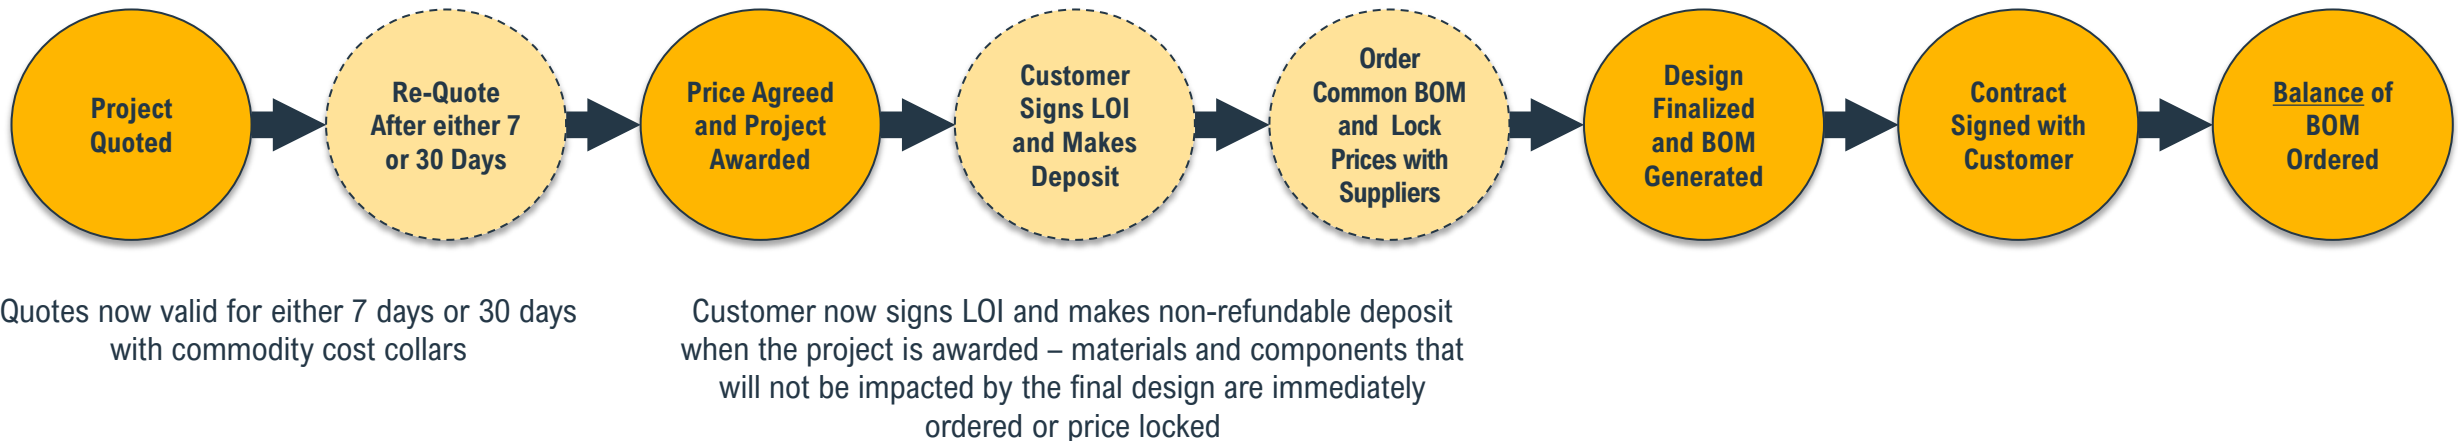 Project
Quoted
Re-Quote
After either 7
or 30 Days
Price Agreed
and Project
Awarded
Customer
Signs LOI
and Makes
Deposit
Order
Common BOM
and Lock
Prices with
Suppliers
Design
Finalized
and BOM
Generated
Contract
Signed with
Customer
Balance of
BOM
Ordered
Quotes now valid for either 7 days or 30 days
with commodity cost collars
Customer now signs LOI and makes non-refundable deposit
when the project is awarded – materials and components that
will not be impacted by the final design are immediately
ordered or price locked